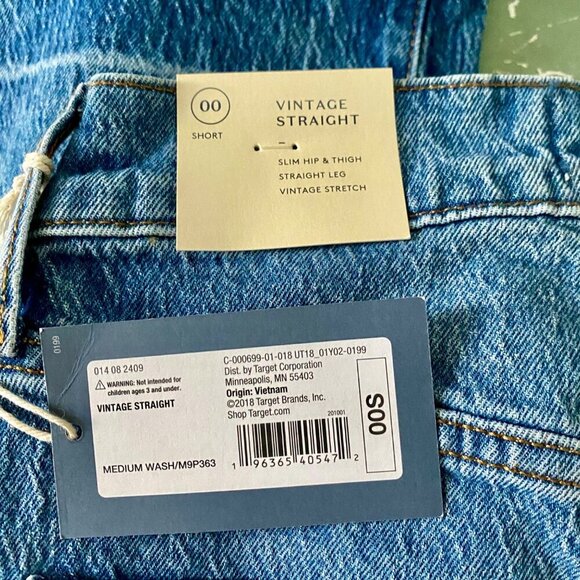 00
SHORT
VINTAGE
STRAIGHT
SLIM HIP & THIGH
STRAIGHT LEG
VINTAGE STRETCH
0199
014 08 2409
WARNING: Not intended for
children ages 3 and under.
VINTAGE STRAIGHT
MEDIUM WASH/M9P363
C-000699-01-018 UT18_01Y02-0199
Dist. by Target Corporation
Minneapolis, MN 55403
Origin: Vietnam
©2018 Target Brands, Inc.
Shop Target.com
201001
1 96365 40547 2
00S